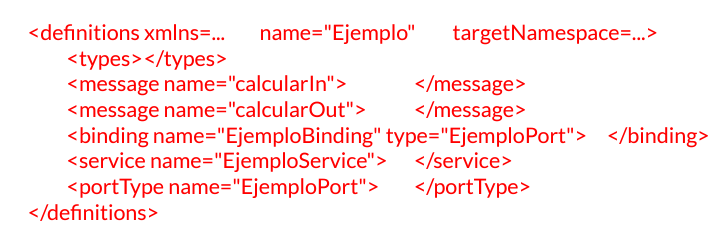 <definitions xmlns=... name="Ejemplo" targetNamespace=...>
<types></types>
<message name="calcularIn"> </message>
<message name="calcularOut"> </message>
<binding name="EjemploBinding" type="EjemploPort"> </binding>
<service name="EjemploService"> </service>
<portType name="EjemploPort"> </portType>
</definitions>